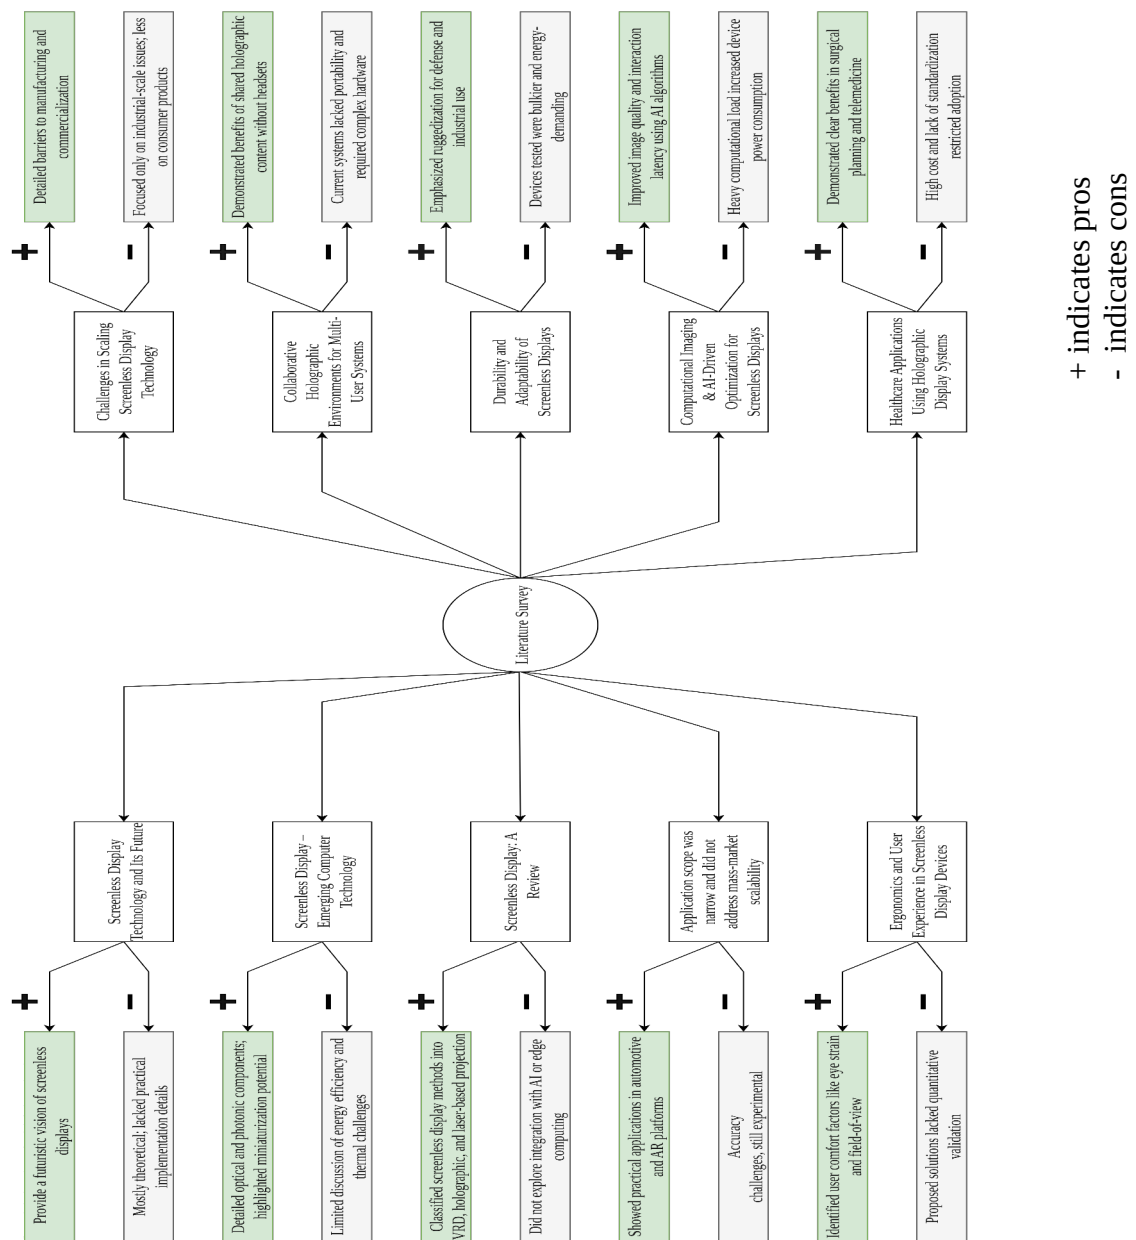 Detailed barriers to manufacturing and
commercialization
Focused only on industrial-scale issues; less
on consumer products
Demonstrated benefits of shared holographic
content without headsets
Current systems lacked portability and
required complex hardware
Emphasized ruggedization for defense and
industrial use
Devices tested were bulkier and energy-
demanding
Improved image quality and interaction
latency using AI algorithms
Heavy computational load increased device
power consumption
Demonstrated clear benefits in surgical
planning and telemedicine
High cost and lack of standardization
restricted adoption
+
-
+
-
+
-
+
-
+
-
Challenges in Scaling
Screenless Display
Technology
Collaborative
Holographic
Environments for Multi-
User Systems
Durability and
Adaptability of
Screenless Displays
Computational Imaging
& AI-Driven
Optimization for
Screenless Displays
Healthcare Applications
Using Holographic
Display Systems
Literature Survey
Screenless Display
Technology and Its Future
Screenless Display –
Emerging Computer
Technology
Screenless Display: A
Review
Application scope was
narrow and did not
address mass-market
scalability
Ergonomics and User
Experience in Screenless
Display Devices
+
-
+
-
+
-
+
-
+
-
Provide a futuristic vision of screenless
displays
Mostly theoretical; lacked practical
implementation details
Detailed optical and photonic components;
highlighted miniaturization potential
Limited discussion of energy efficiency and
thermal challenges
Classified screenless display methods into
VRD, holographic, and laser-based projection
Did not explore integration with AI or edge
computing
Showed practical applications in automotive
and AR platforms
Accuracy
challenges, still experimental
Identified user comfort factors like eye strain
and field-of-view
Proposed solutions lacked quantitative
validation
+ indicates pros
- indicates cons